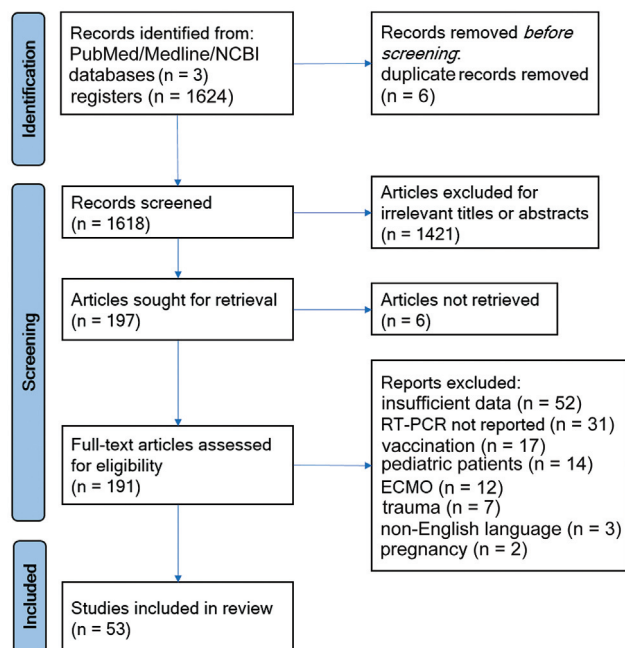 Identification
Records identified from:
PubMed/Medline/NCBI
databases (n = 3)
registers (n = 1624)
Records removed before
screening:
duplicate records removed
(n = 6)
Screening
Records screened
(n = 1618)
Articles excluded for
irrelevant titles or abstracts
(n = 1421)
Articles sought for retrieval
(n = 197)
Articles not retrieved
(n = 6)
Full-text articles assessed
for eligibility
(n = 191)
Reports excluded:
insufficient data (n = 52)
RT-PCR not reported (n = 31)
vaccination (n = 17)
pediatric patients (n = 14)
ECMO (n = 12)
trauma (n = 7)
non-English language (n = 3)
pregnancy (n = 2)
Included
Studies included in review
(n = 53)